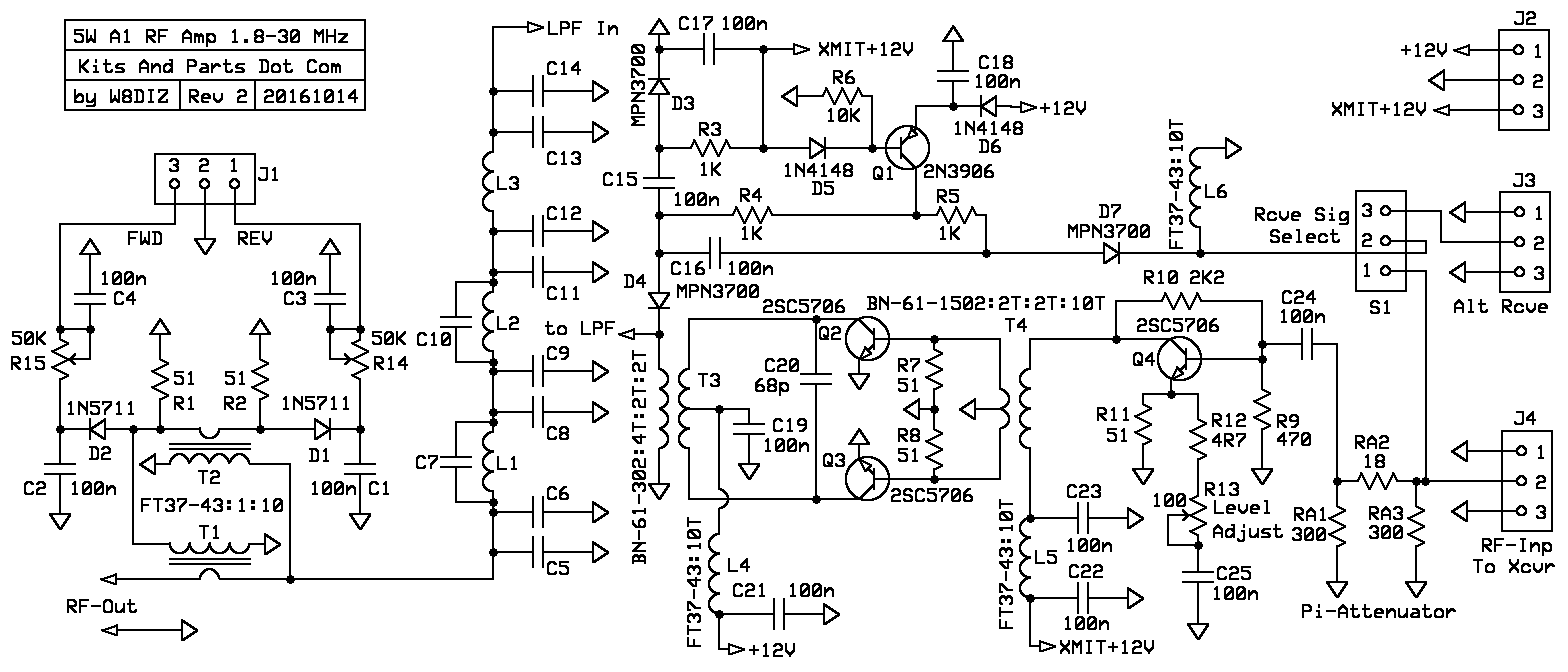 5W A1 RF Amp 1.8-30 MHz
Kits And Parts Dot Com
by W8DIZ Rev 2 20161014
3 2 1 J1
FWD REV
100n
C4
100n
C3
50K
R15
50K
R14
51
R1
51
R2
1N5711
D2
1N5711
D1
C2 100n
100n C1
T2
FT37-43:1:10
T1
RF-Out
LPF In
C14
C13
L3
C12
C11
C10
L2
C9
C8
C7
L1
C6
C5
C17 100n
XMIT+12V
MPN3700
D3
R6
10K
C18
100n
+12V
1N4148
D6
R3
1K
1N4148
D5
Q1
2N3906
C15
100n
R4
1K
R5
1K
C16 100n
D4
MPN3700
to LPF
D7
MPN3700
FT37-43:10T
L6
BN-61-302:4T:2T:2T
T3
2SC5706
Q2
C20
68p
C19
100n
Q3
2SC5706
R7
51
R8
51
BN-61-1502:2T:2T:10T
T4
FT37-43:10T
L4
C21 100n
+12V
R10 2K2
2SC5706
Q4
C24
100n
R11
51
R12
4R7
R9
470
100
R13
Level
Adjust
C25
100n
FT37-43:10T
L5
C23
100n
C22
100n
XMIT+12V
RA2
18
RA1
300
RA3
300
Pi-Attenuator
J2
+12V 1
2
XMIT+12V 3
Rcve Sig
Select
3
2
1
S1
J3
1
2
3
Alt Rcve
J4
1
2
3
RF-Inp
To Xcvr